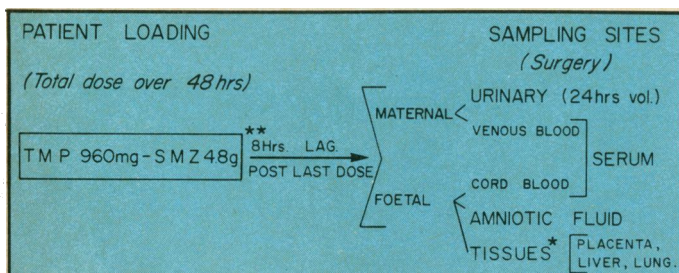 PATIENT LOADING
(Total dose over 48hrs)
TMP 960mg-SMZ 4.8g
**
8Hrs. LAG.
POST LAST DOSE
SAMPLING SITES
(Surgery)
MATERNAL
URINARY (24hrs vol.)
VENOUS BLOOD
SERUM
FOETAL
CORD BLOOD
AMNIOTIC FLUID
TISSUES*
PLACENTA,
LIVER, LUNG.